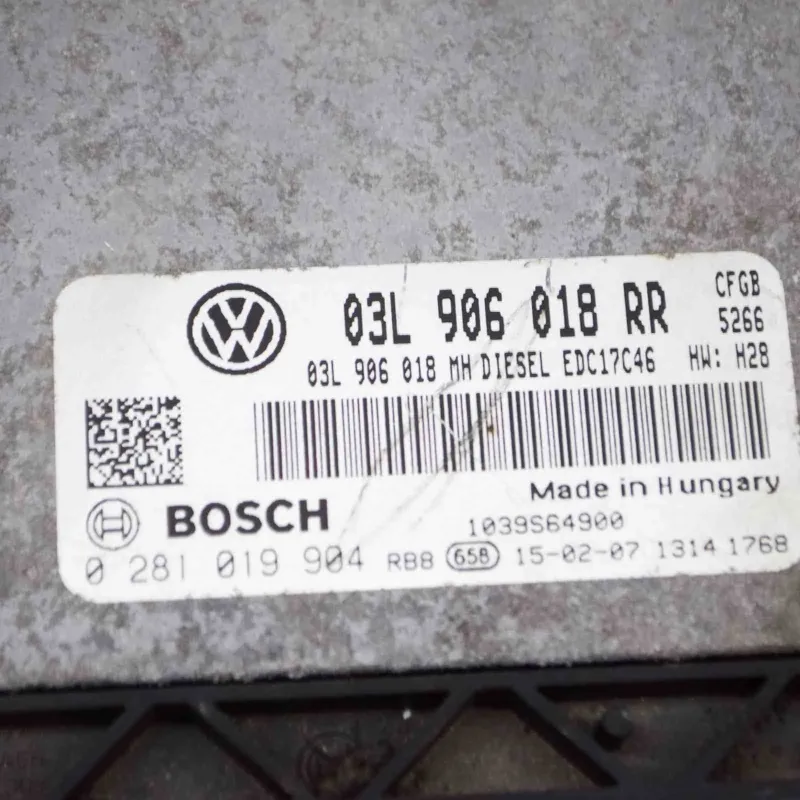 03L 906 018 RR
CFGB
5266
03L 906 018 MH DIESEL EDC17C46 HW: H28
Made in Hungary
BOSCH
1039S64900
0 281 019 904 RB8 658 15-02-07 1314 1768